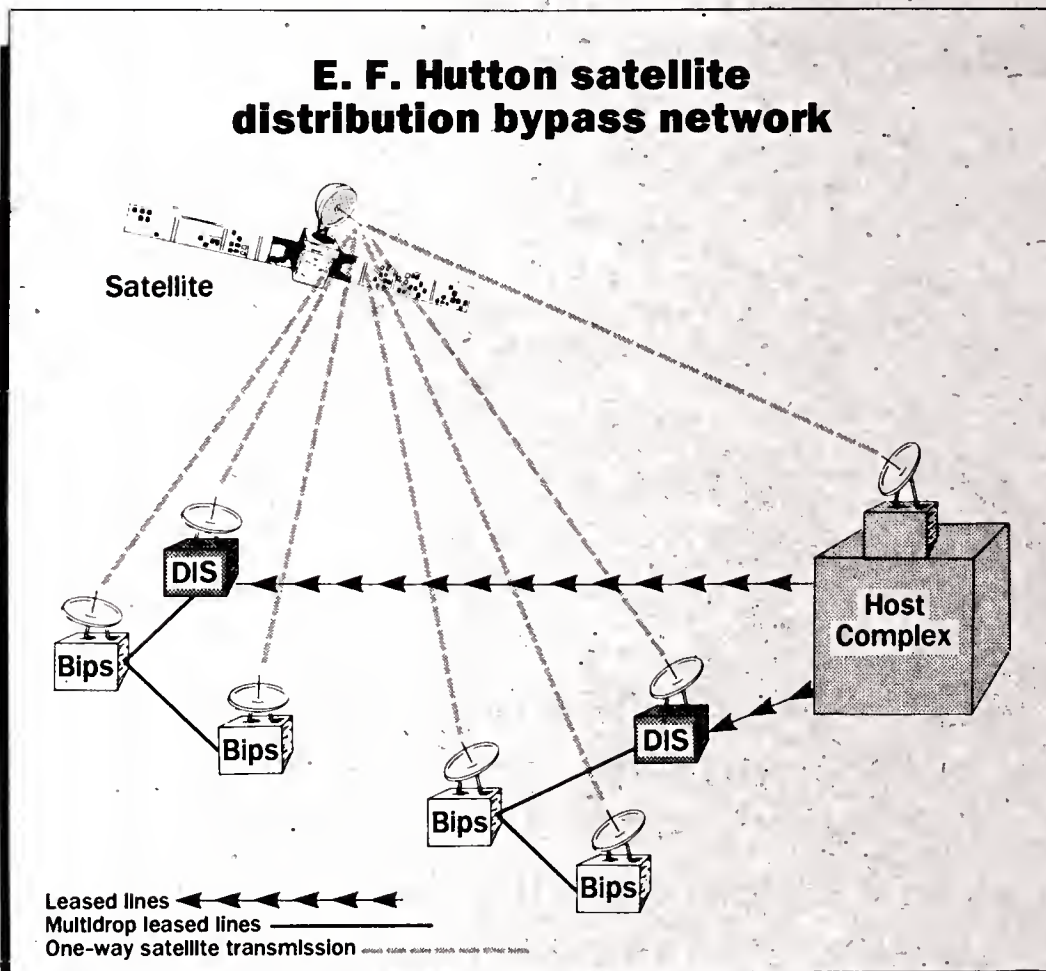 E. F. Hutton satellite
distribution bypass network
Satellite
DIS
Host
Complex
Bips
DIS
Bips
Bips
Bips
Leased lines
Multidrop leased lines
One-way satellite transmission